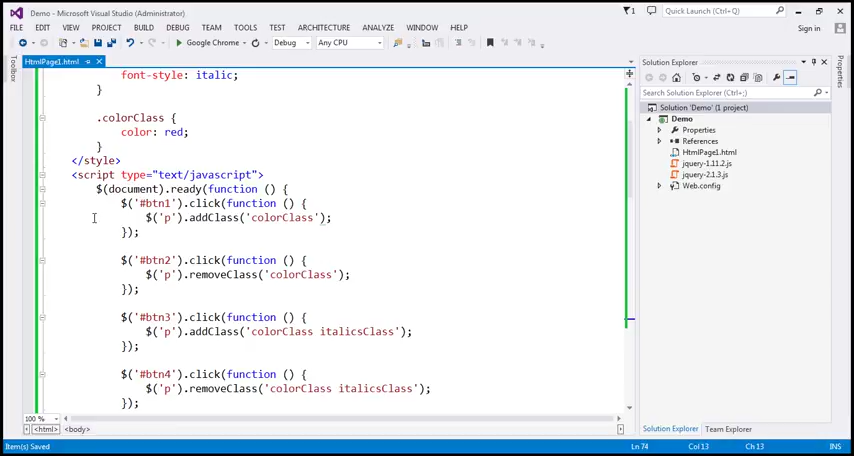 Demo - Microsoft Visual Studio (Administrator)
1
Quick Launch (Ctrl+;)
FILE EDIT VIEW PROJECT BUILD DEBUG TEAM TOOLS TEST ARCHITECTURE ANALYZE WINDOW HELP
Sign in
Google Chrome
Debug
Any CPU
Toolbox
HtmlPage1.html
font-style: italic;
}
.colorClass {
color: red;
}
</style>
<script type="text/javascript">
$(document).ready(function () {
$('#btn1').click(function () {
$('p').addClass('colorClass');
});
$('#btn2').click(function () {
$('p').removeClass('colorClass');
});
$('#btn3').click(function () {
$('p').addClass('colorClass italicsClass');
});
$('#btn4').click(function () {
$('p').removeClass('colorClass italicsClass');
});
100 %
<html> <body>
Solution Explorer
Search Solution Explorer (Ctrl+;)
Solution 'Demo' (1 project)
Demo
Properties
References
HtmlPage1.html
jquery-1.11.2.js
jquery-2.1.3.js
Web.config
Solution Explorer Team Explorer
Properties
Item(s) Saved
Ln 74 Col 13 Ch 13 INS